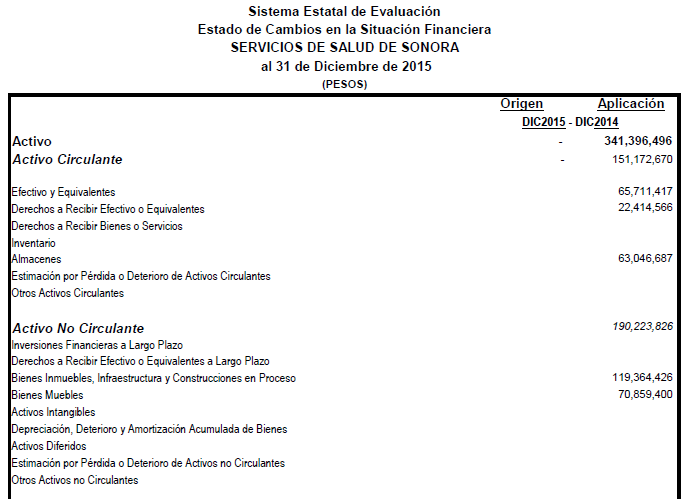 Sistema Estatal de Evaluación
Estado de Cambios en la Situación Financiera
SERVICIOS DE SALUD DE SONORA
al 31 de Diciembre de 2015
(PESOS)
Origen Aplicación
DIC2015 - DIC2014
Activo - 341,396,496
Activo Circulante - 151,172,670
Efectivo y Equivalentes 65,711,417
Derechos a Recibir Efectivo o Equivalentes 22,414,566
Derechos a Recibir Bienes o Servicios
Inventario
Almacenes 63,046,687
Estimación por Pérdida o Deterioro de Activos Circulantes
Otros Activos Circulantes
Activo No Circulante 190,223,826
Inversiones Financieras a Largo Plazo
Derechos a Recibir Efectivo o Equivalentes a Largo Plazo
Bienes Inmuebles, Infraestructura y Construcciones en Proceso 119,364,426
Bienes Muebles 70,859,400
Activos Intangibles
Depreciación, Deterioro y Amortización Acumulada de Bienes
Activos Diferidos
Estimación por Pérdida o Deterioro de Activos no Circulantes
Otros Activos no Circulantes